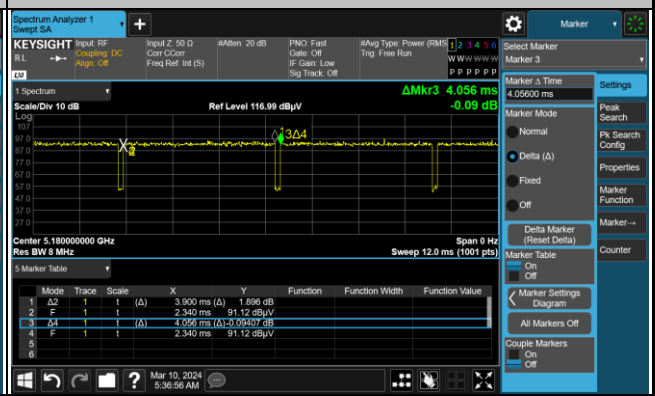 Spectrum Analyzer 1
Swept SA
+
Marker
KEYSIGHT
RL
LXI
Input: RF
Coupling: DC
Align: Off
Input Z: 50 Ω
Corr CCorr
Freq Ref: Int (S)
#Atten: 20 dB
PNO: Fast
Gate: Off
IF Gain: Low
Sig Track: Off
#Avg Type: Power (RMS
Trig: Free Run
1 2 3 4 5 6
W W W W W W
P P P P P P
Select Marker
Marker 3
1 Spectrum
Scale/Div 10 dB
Ref Level 116.99 dBµV
ΔMkr3 4.056 ms
-0.09 dB
Log
107
97.0
87.0
77.0
67.0
57.0
47.0
37.0
27.0
3Δ4
Center 5.180000000 GHz
Res BW 8 MHz
Span 0 Hz
Sweep 12.0 ms (1001 pts)
5 Marker Table
Mode Trace Scale X Y Function Function Width Function Value
1 Δ2 1 t (Δ) 3.900 ms (Δ) 1.896 dB
2 F 1 t 2.340 ms 91.12 dBµV
3 Δ4 1 t (Δ) 4.056 ms (Δ) -0.09407 dB
4 F 1 t 2.340 ms 91.12 dBµV
5
6
Marker Δ Time
4.05600 ms
Marker Mode
Normal
Delta (Δ)
Fixed
Off
Delta Marker
(Reset Delta)
Marker Table
On
Off
Marker Settings
Diagram
All Markers Off
Couple Markers
On
Off
Settings
Peak
Search
Pk Search
Config
Properties
Marker
Function
Marker→
Counter
?
Mar 10, 2024
5:36:56 AM